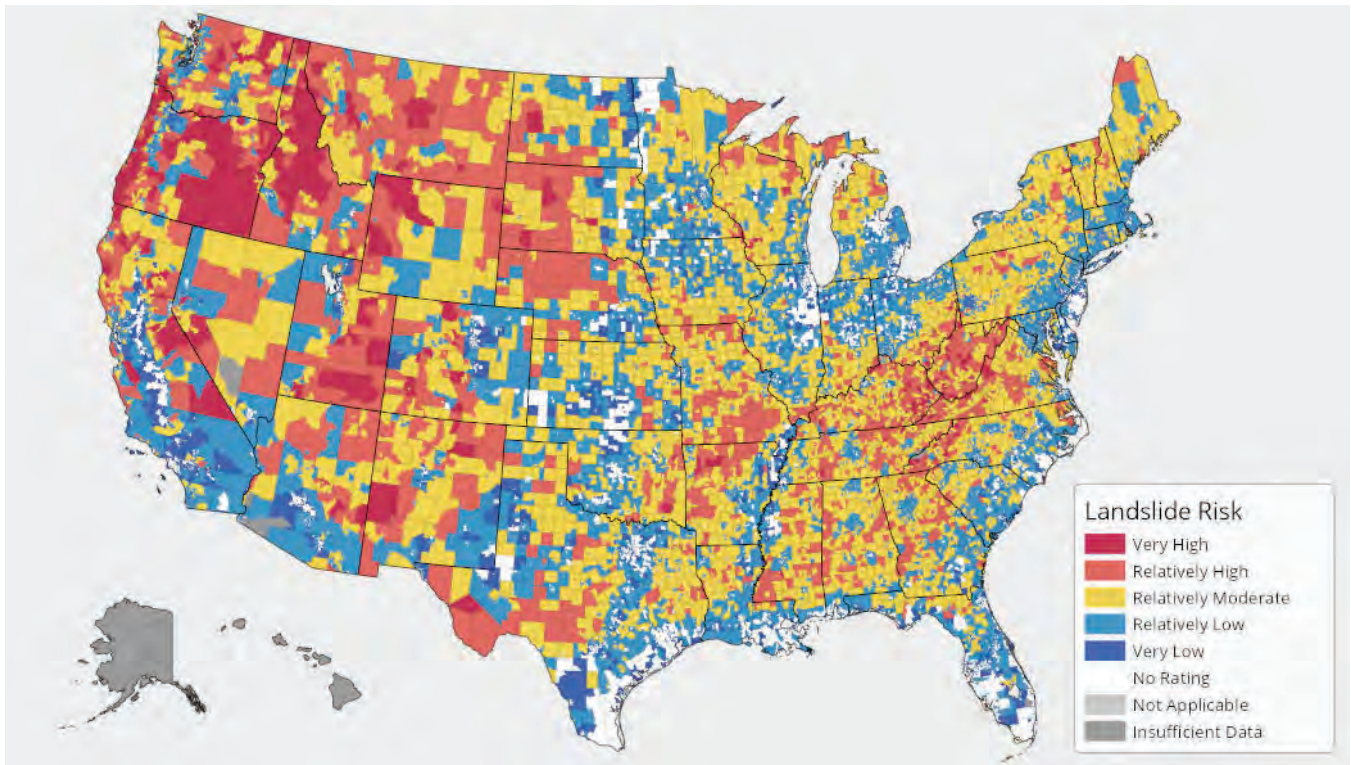 Landslide Risk
Very High
Relatively High
Relatively Moderate
Relatively Low
Very Low
No Rating
Not Applicable
Insufficient Data